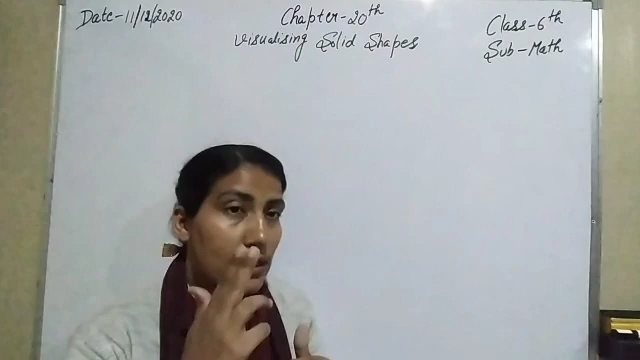 Date-11/12/2020
Chapter-20th
Visualising Solid Shapes
Class-6th
Sub-Math